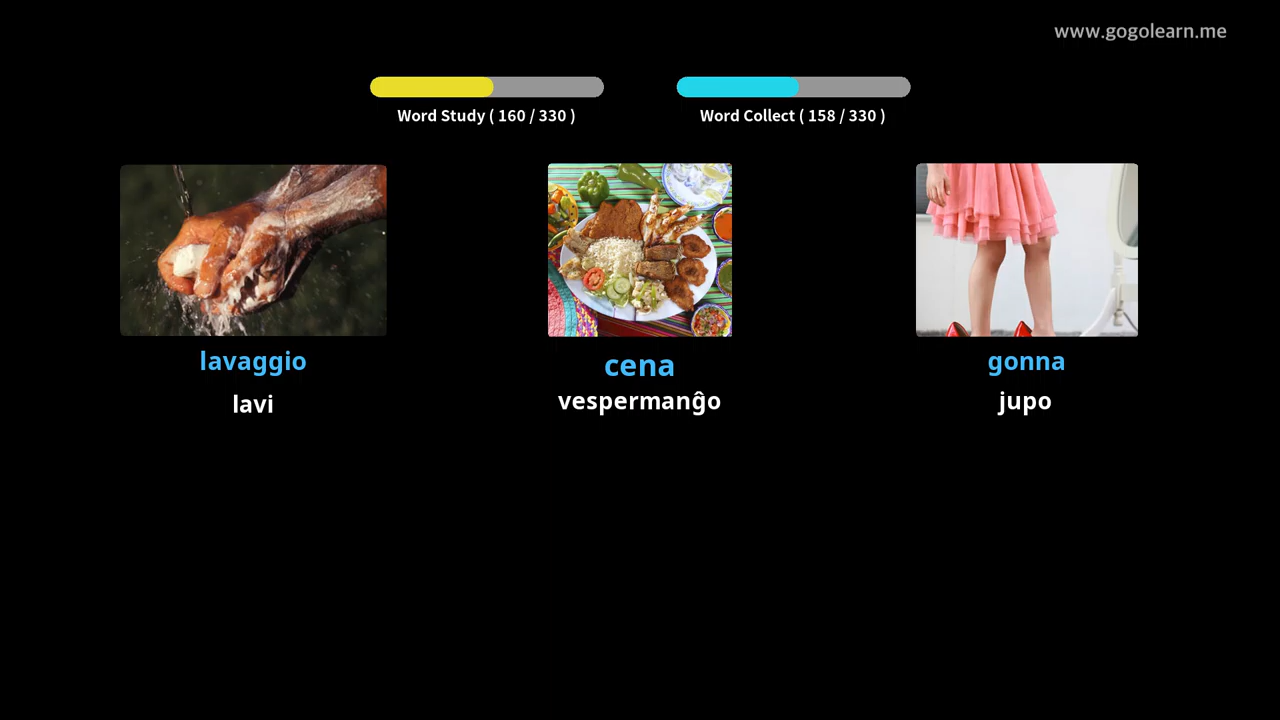 www.gogolearn.me
Word Study ( 160 / 330 )
Word Collect ( 158 / 330 )
lavaggio
cena
gonna
lavi
vespermanĝo
jupo